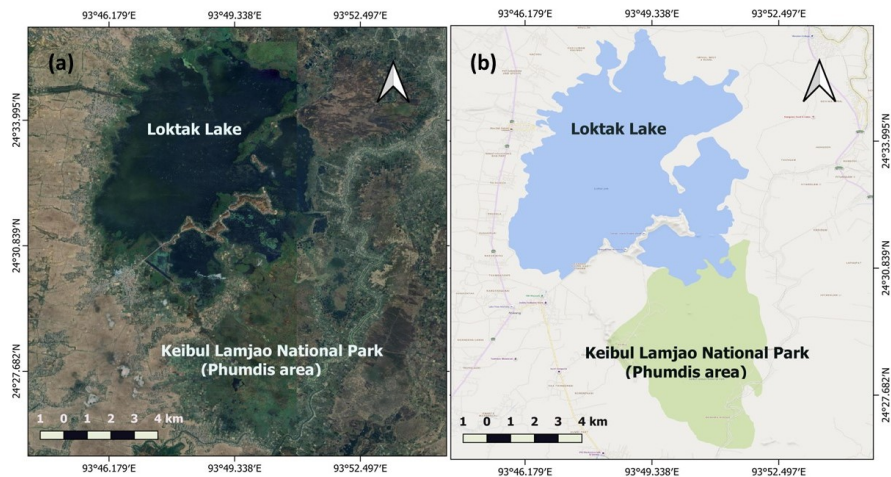 93°46.179'E 93°49.338'E 93°52.497'E
93°46.179'E 93°49.338'E 93°52.497'E
(a)
(b)
Loktak Lake
Loktak Lake
24°33.995'N
24°30.839'N
24°27.682'N
24°33.995'N
24°30.839'N
24°27.682'N
Keibul Lamjao National Park
(Phumdis area)
Keibul Lamjao National Park
(Phumdis area)
1 0 1 2 3 4 km
1 0 1 2 3 4 km
93°46.179'E 93°49.338'E 93°52.497'E
93°46.179'E 93°49.338'E 93°52.497'E